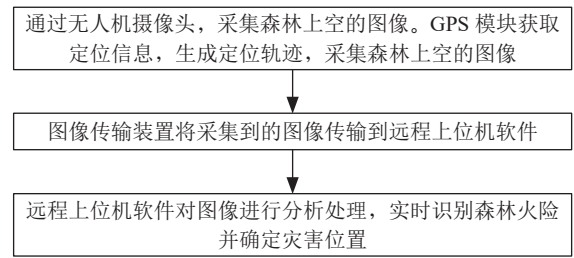 通过无人机摄像头，采集森林上空的图像。GPS 模块获取
定位信息，生成定位轨迹，采集森林上空的图像
图像传输装置将采集到的图像传输到远程上位机软件
远程上位机软件对图像进行分析处理，实时识别森林火险
并确定灾害位置